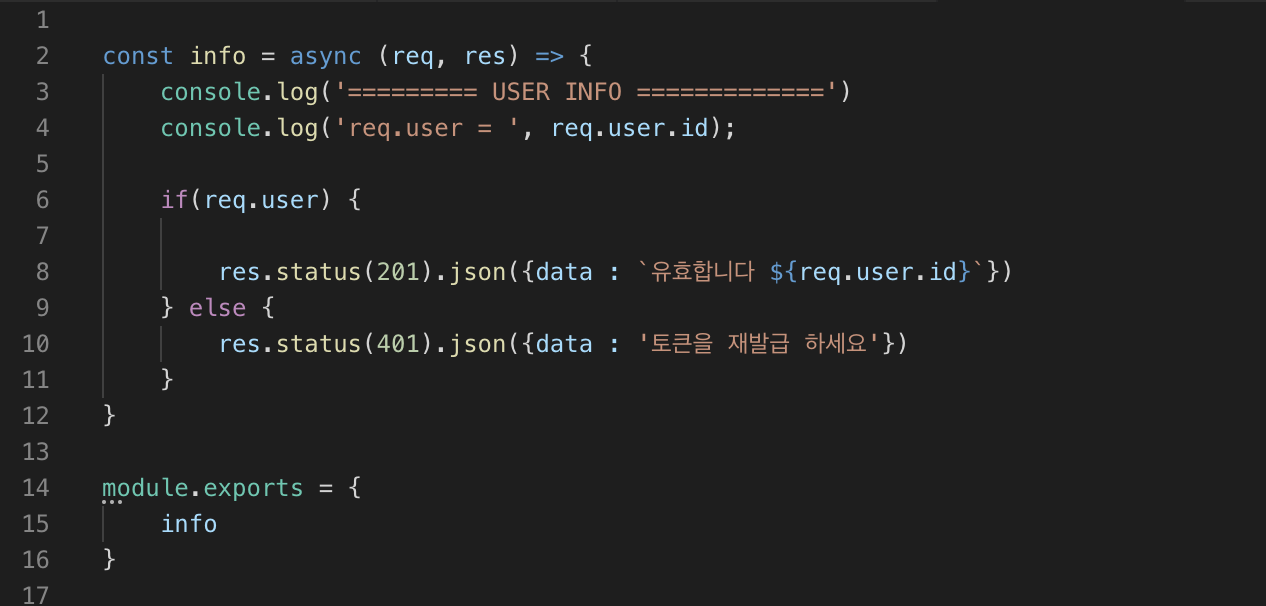 1
2 const info = async (req, res) => {
3 console.log('========= USER INFO =============')
4 console.log('req.user = ', req.user.id);
5
6 if(req.user) {
7
8 res.status(201).json({data : `유효합니다 ${req.user.id}`})
9 } else {
10 res.status(401).json({data : '토큰을 재발급 하세요'})
11 }
12 }
13
14 module.exports = {
15 info
16 }
17